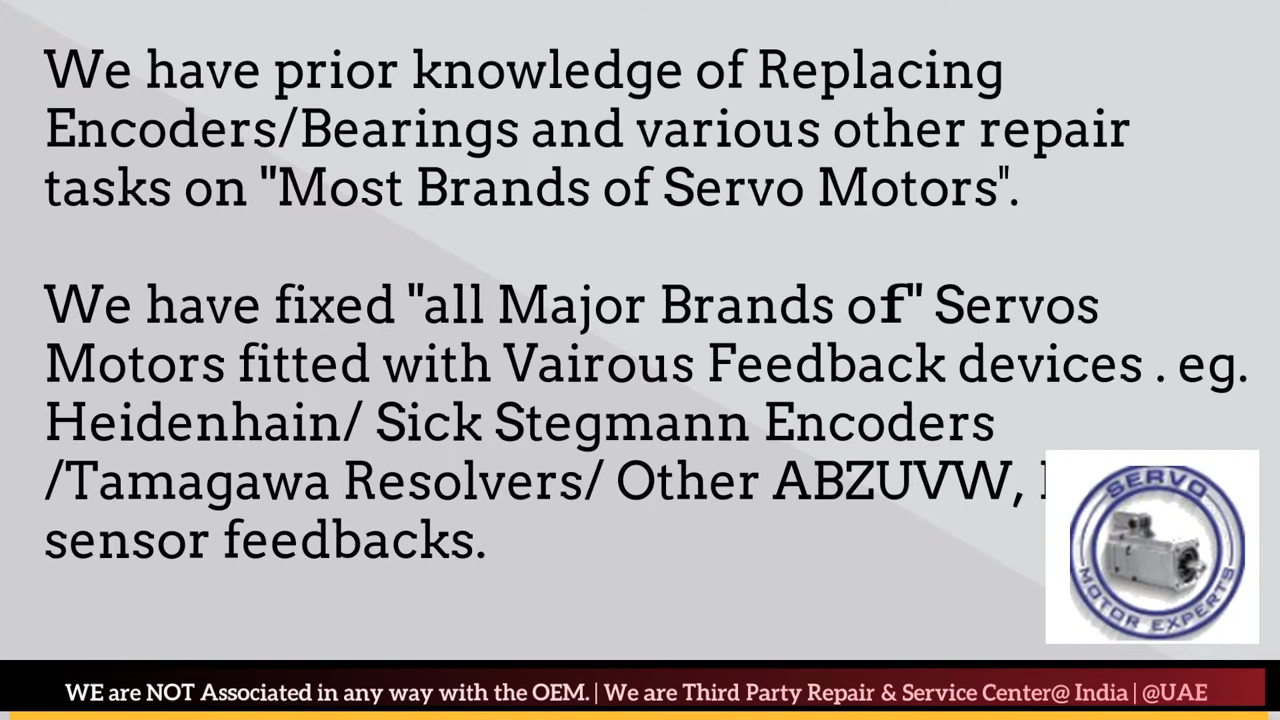 We have prior knowledge of Replacing
Encoders/Bearings and various other repair
tasks on "Most Brands of Servo Motors".
We have fixed "all Major Brands of" Servos
Motors fitted with Vairous Feedback devices . eg.
Heidenhain/ Sick Stegmann Encoders
/Tamagawa Resolvers/ Other ABZUVW,
sensor feedbacks.
SERVO
MOTOR EXPERTS
WE are NOT Associated in any way with the OEM. | We are Third Party Repair & Service Center@ India | @UAE